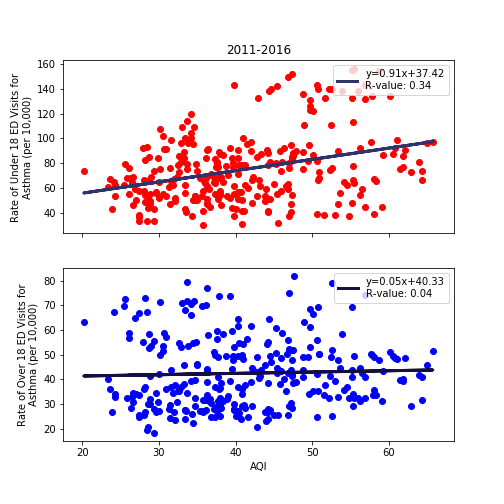 2011-2016
Rate of Under 18 ED Visits for
Asthma (per 10,000)
160
140
120
100
80
60
40
y=0.91x+37.42
R-value: 0.34
Rate of Over 18 ED Visits for
Asthma (per 10,000)
80
70
60
50
40
30
20
y=0.05x+40.33
R-value: 0.04
20
30
40
50
60
AQI